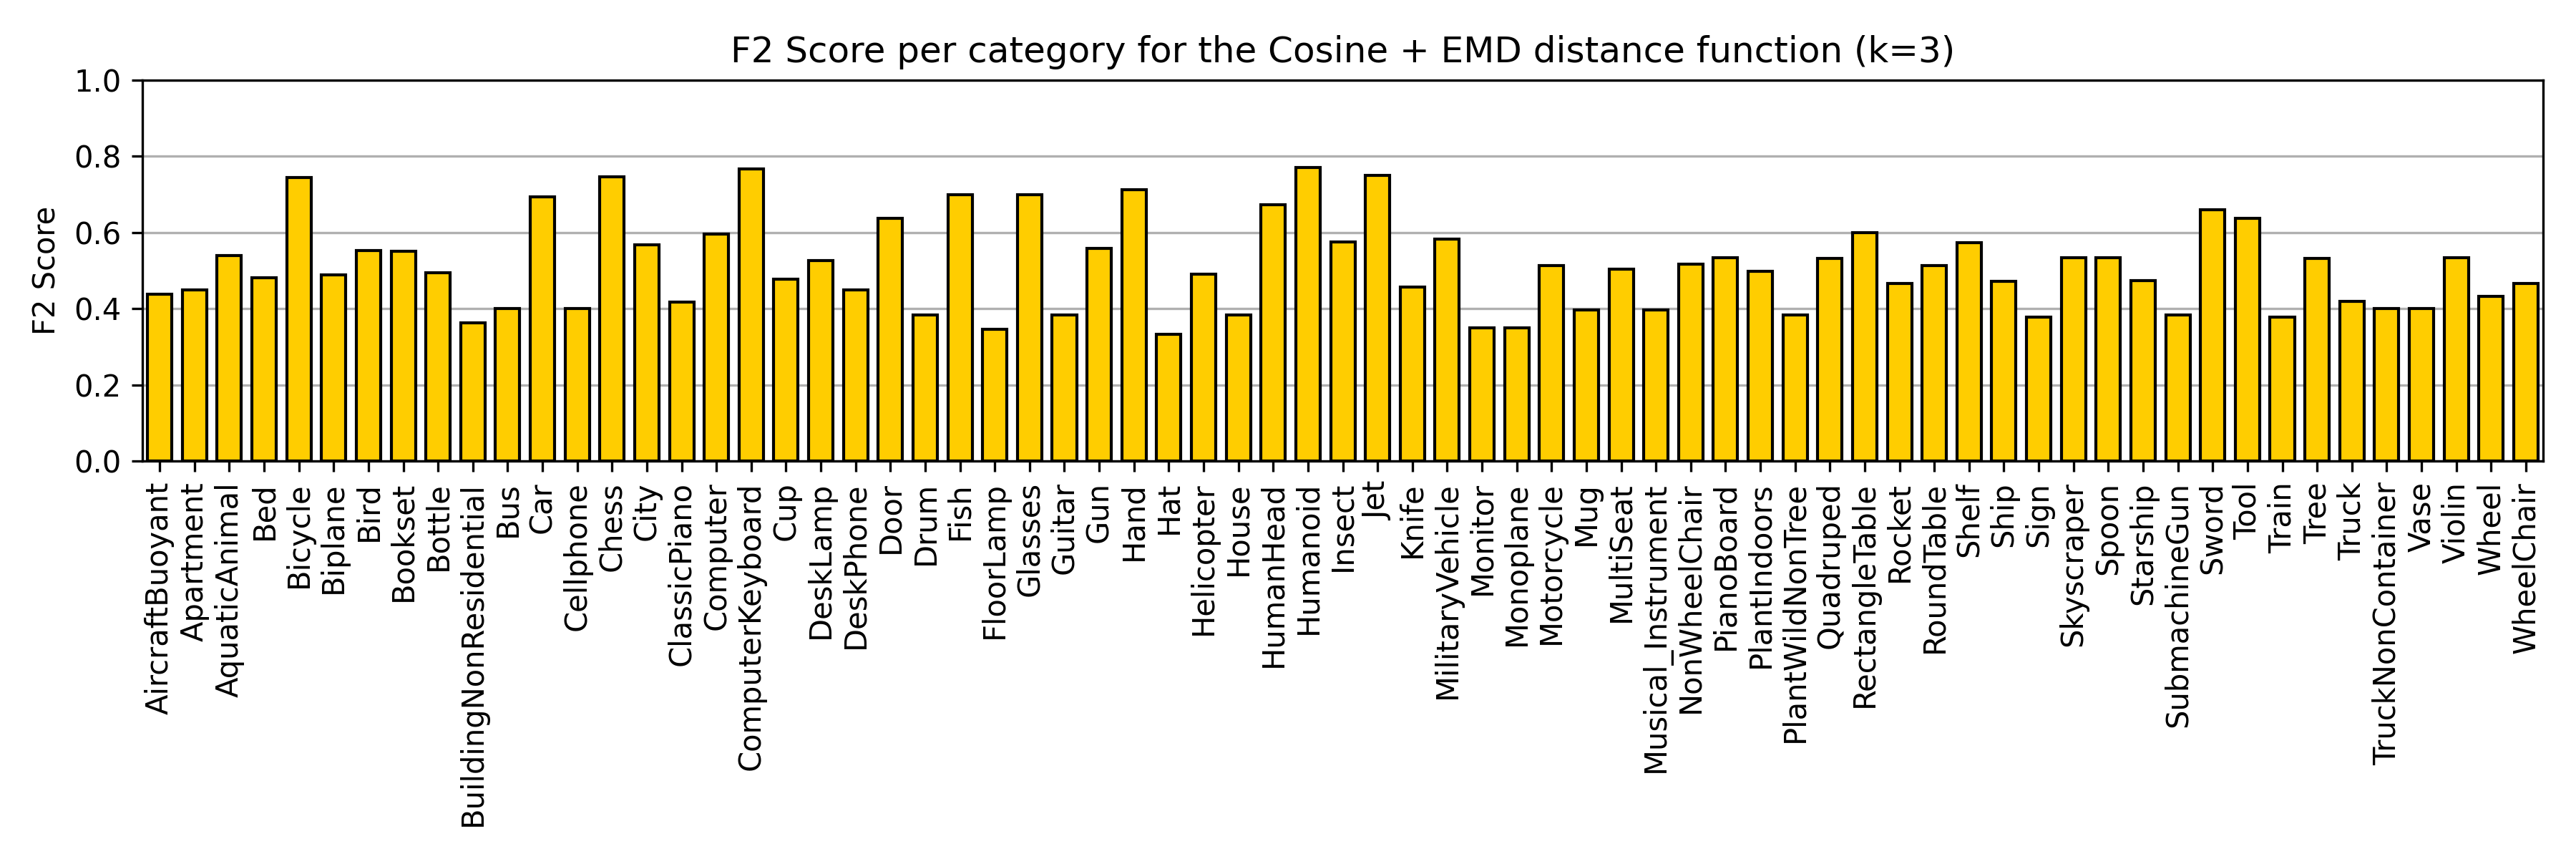 F2 Score per category for the Cosine + EMD distance function (k=3)
F2 Score
1.0
0.8
0.6
0.4
0.2
0.0
AircraftBuoyant
Apartment
AquaticAnimal
Bed
Bicycle
Biplane
Bird
Bookset
Bottle
BuildingNonResidential
Bus
Car
Cellphone
Chess
City
ClassicPiano
Computer
ComputerKeyboard
Cup
DeskLamp
DeskPhone
Door
Drum
Fish
FloorLamp
Glasses
Guitar
Gun
Hand
Hat
Helicopter
House
HumanHead
Humanoid
Insect
Jet
Knife
MilitaryVehicle
Monitor
Monoplane
Motorcycle
Mug
MultiSeat
Musical_Instrument
NonWheelChair
PianoBoard
PlantIndoors
PlantWildNonTree
Quadruped
RectangleTable
Rocket
RoundTable
Shelf
Ship
Sign
Skyscraper
Spoon
Starship
SubmachineGun
Sword
Tool
Train
Tree
Truck
TruckNonContainer
Vase
Violin
Wheel
WheelChair